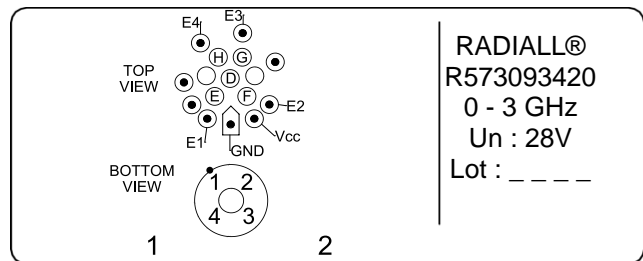 E4
E3
H G
TOP
VIEW
D
E F
E2
E1
Vcc
GND
BOTTOM
VIEW
1 2
4 3
1 2
RADIALL®
R573093420
0 - 3 GHz
Un : 28V
Lot : _ _ _ _